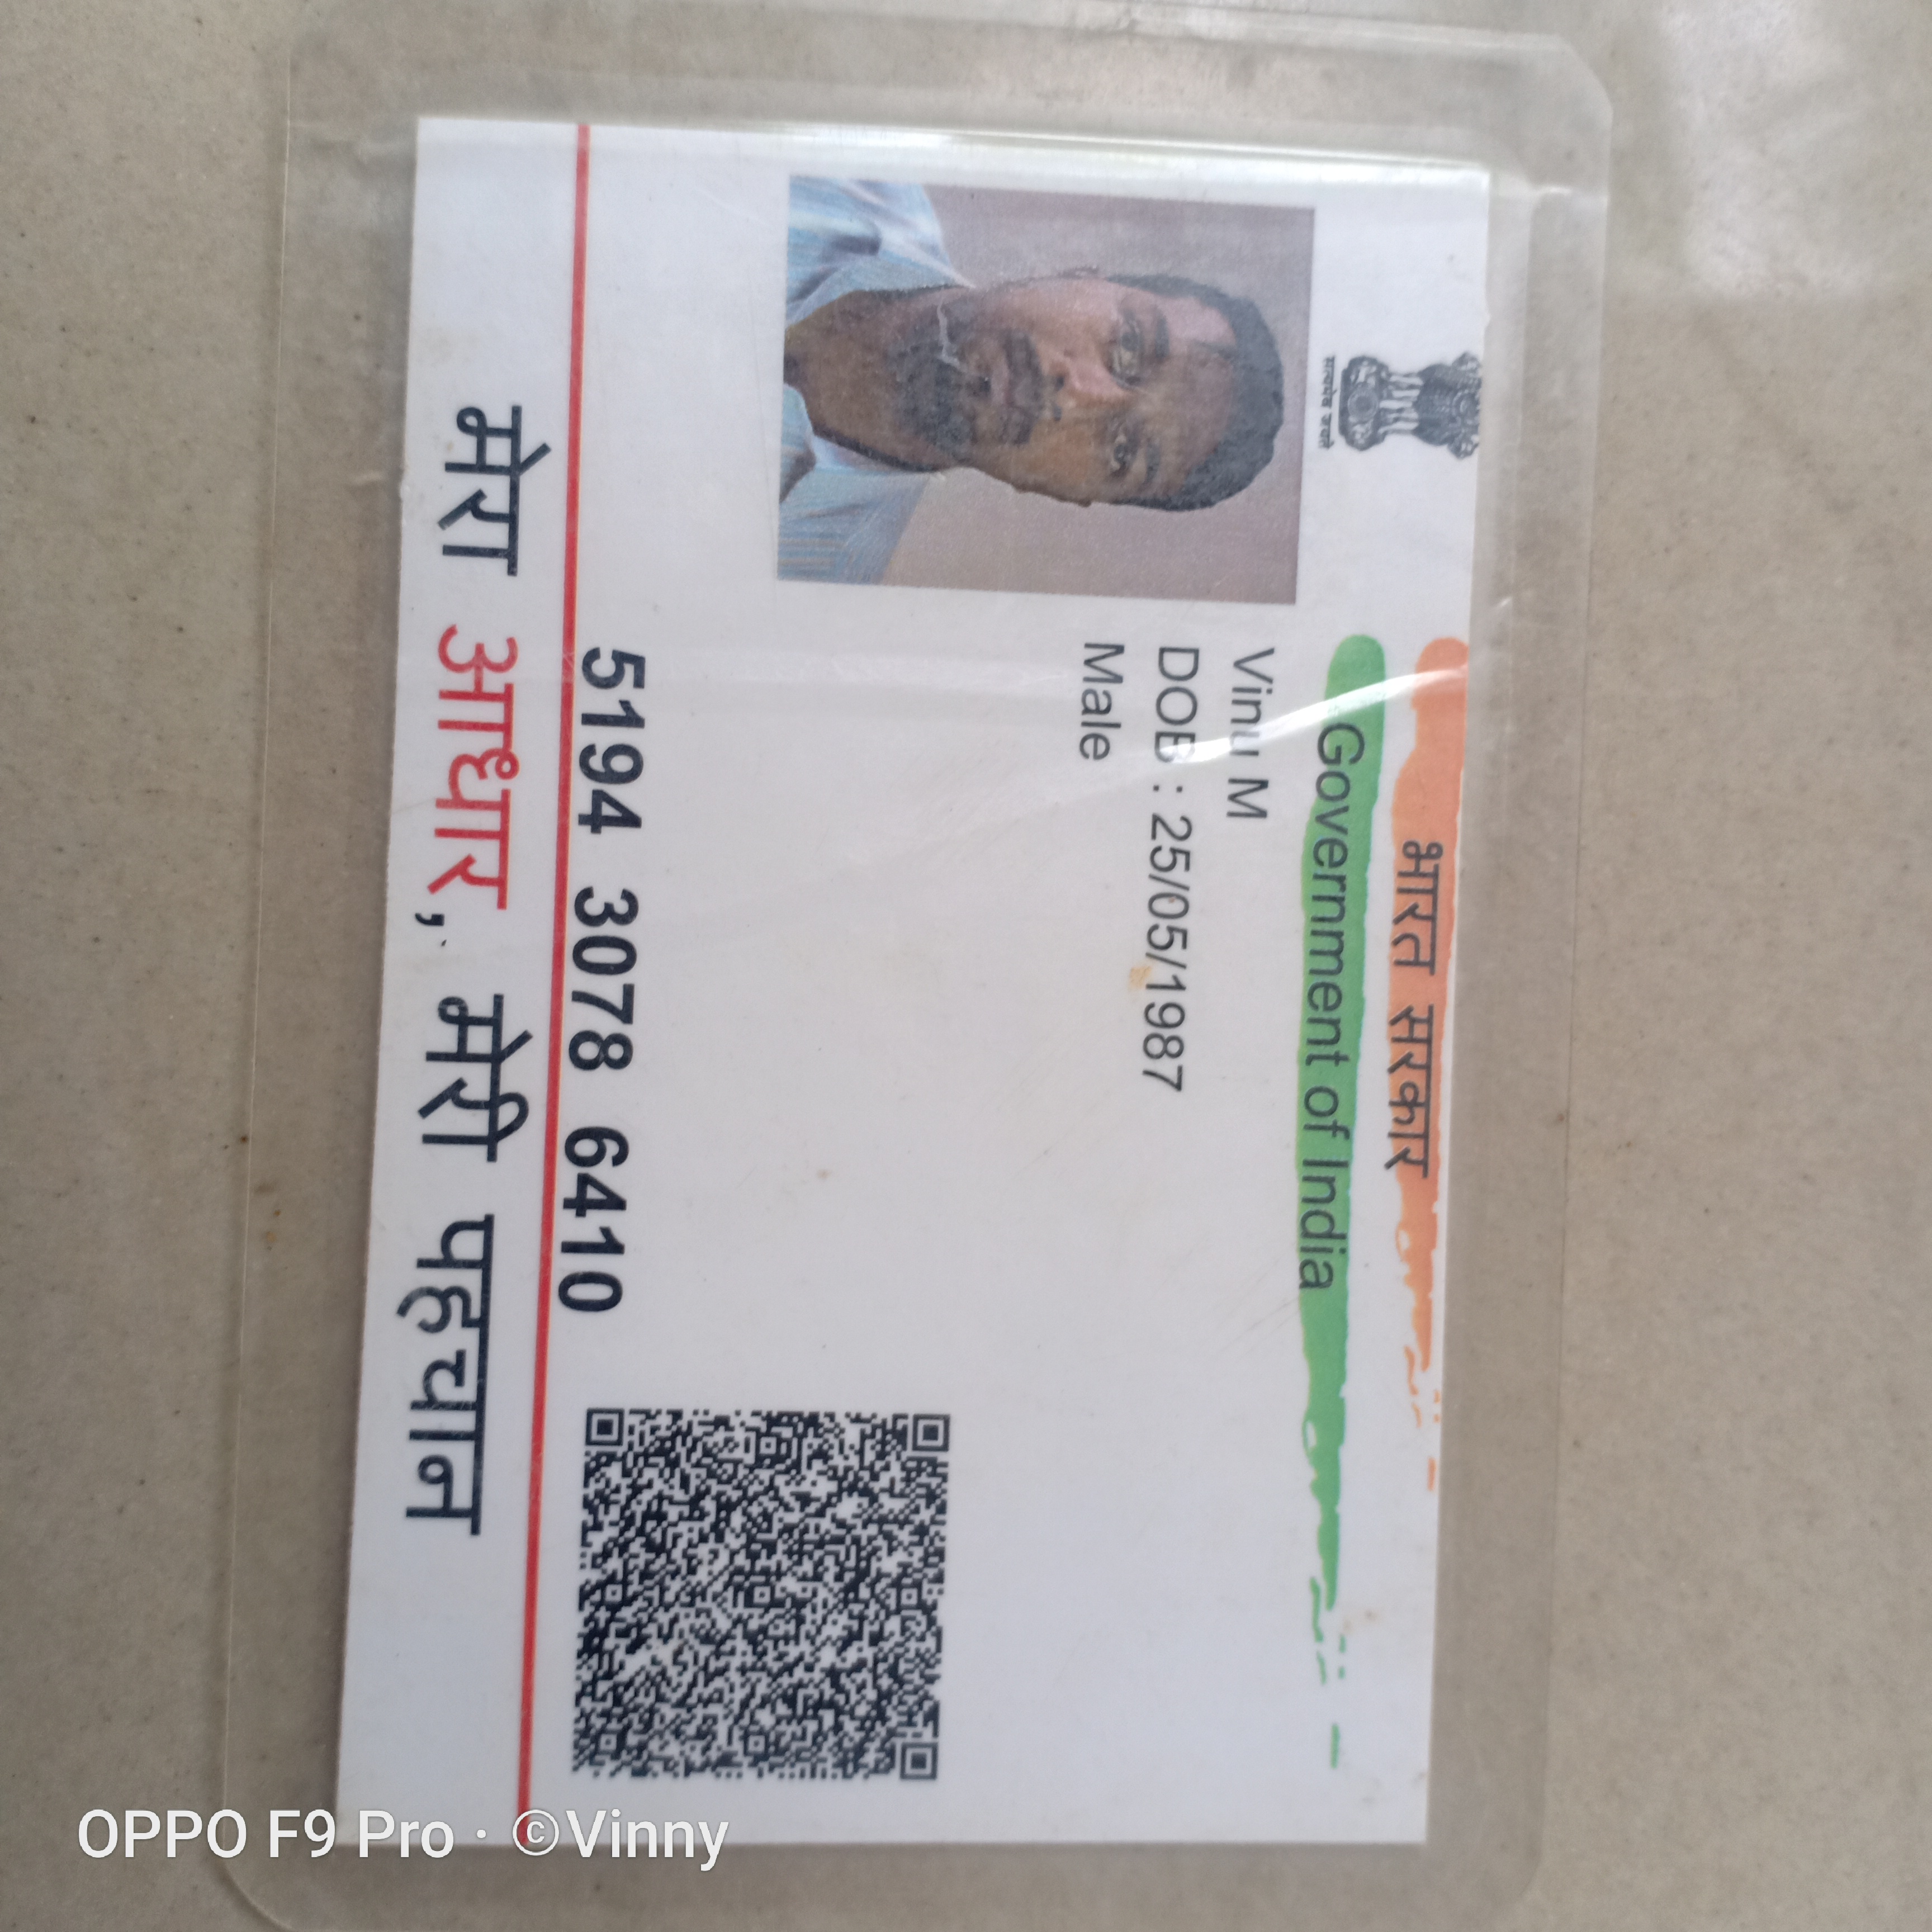 भारत सरकार
Government of India
सत्यमेव जयते
Vinu M
DOB : 25/05/1987
Male
5194 3078 6410
मेरा आधार, मेरी पहचान
OPPO F9 Pro · ©Vinny